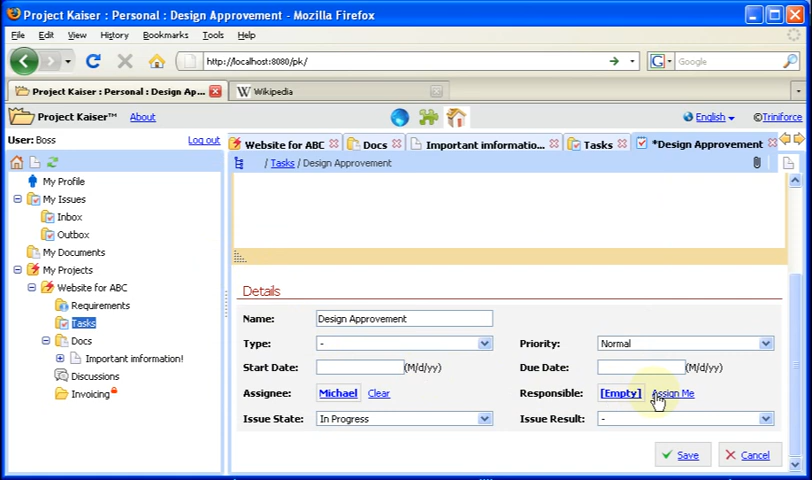 Project Kaiser : Personal : Design Approvement - Mozilla Firefox
File Edit View History Bookmarks Tools Help
http://localhost:8080/pk/ Google
Project Kaiser : Personal : Design Ap... Wikipedia
Project Kaiser™ About English Triniforce
User: Boss Log out
Website for ABC Docs Important informatio... Tasks *Design Approvement
/ Tasks / Design Approvement
My Profile
My Issues
Inbox
Outbox
My Documents
My Projects
Website for ABC
Requirements
Tasks
Docs
Important imformation!
Discussions
Invoicing
Details
Name: Design Approvement
Type: - Priority: Normal
Start Date: (M/d/yy) Due Date: (M/d/yy)
Assignee: Michael Clear Responsible: [Empty] Assign Me
Issue State: In Progress Issue Result: -
Save Cancel